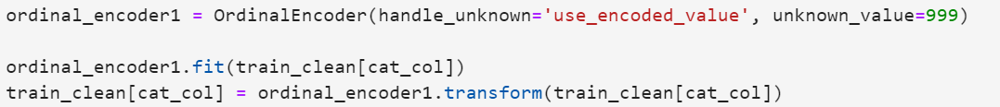 ordinal_encoder1 = OrdinalEncoder(handle_unknown='use_encoded_value', unknown_value=999)
ordinal_encoder1.fit(train_clean[cat_col])
train_clean[cat_col] = ordinal_encoder1.transform(train_clean[cat_col])